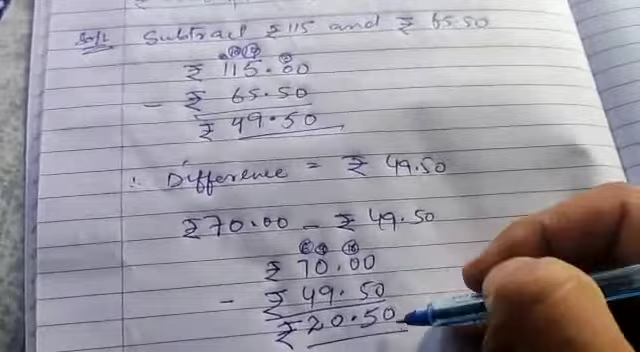 Sol: Subtract ₹115 and ₹ 65.50
₹ 115.00
- ₹ 65.50
₹ 49.50
∴ Difference = ₹ 49.50
₹70.00 - ₹ 49.50
₹ 70.00
- ₹ 49.50
₹ 20.50